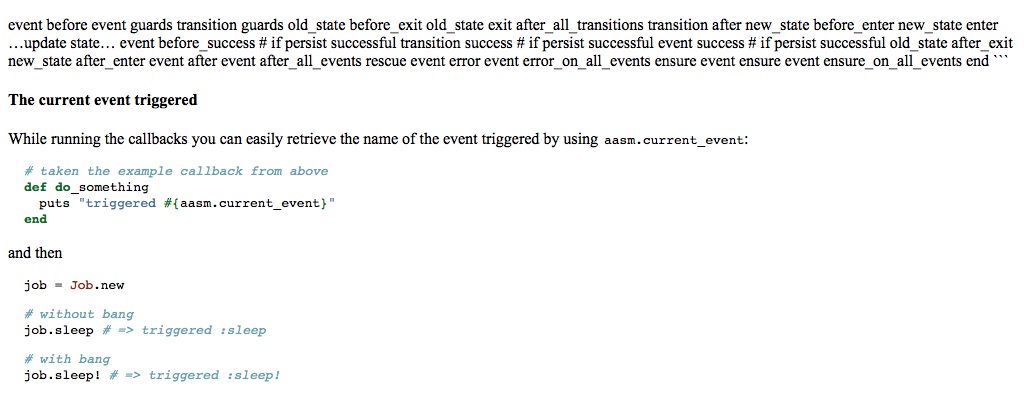 event before event guards transition guards old_state before_exit old_state exit after_all_transitions transition after new_state before_enter new_state enter
…update state… event before_success # if persist successful transition success # if persist successful event success # if persist successful old_state after_exit
new_state after_enter event after event after_all_events rescue event error event error_on_all_events ensure event ensure event ensure_on_all_events end ```
The current event triggered
While running the callbacks you can easily retrieve the name of the event triggered by using aasm.current_event:
# taken the example callback from above
def do_something
  puts "triggered #{aasm.current_event}"
end
and then
job = Job.new
# without bang
job.sleep # => triggered :sleep
# with bang
job.sleep! # => triggered :sleep!